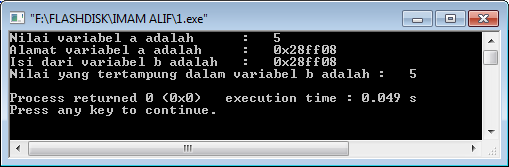 "F:\FLASHDISK\IMAM ALIF\1.exe"
Nilai variabel a adalah      :   5
Alamat variabel a adalah     :   0x28ff08
Isi dari variabel b adalah   :   0x28ff08
Nilai yang tertampung dalam variabel b adalah :   5
Process returned 0 (0x0)   execution time : 0.049 s
Press any key to continue.